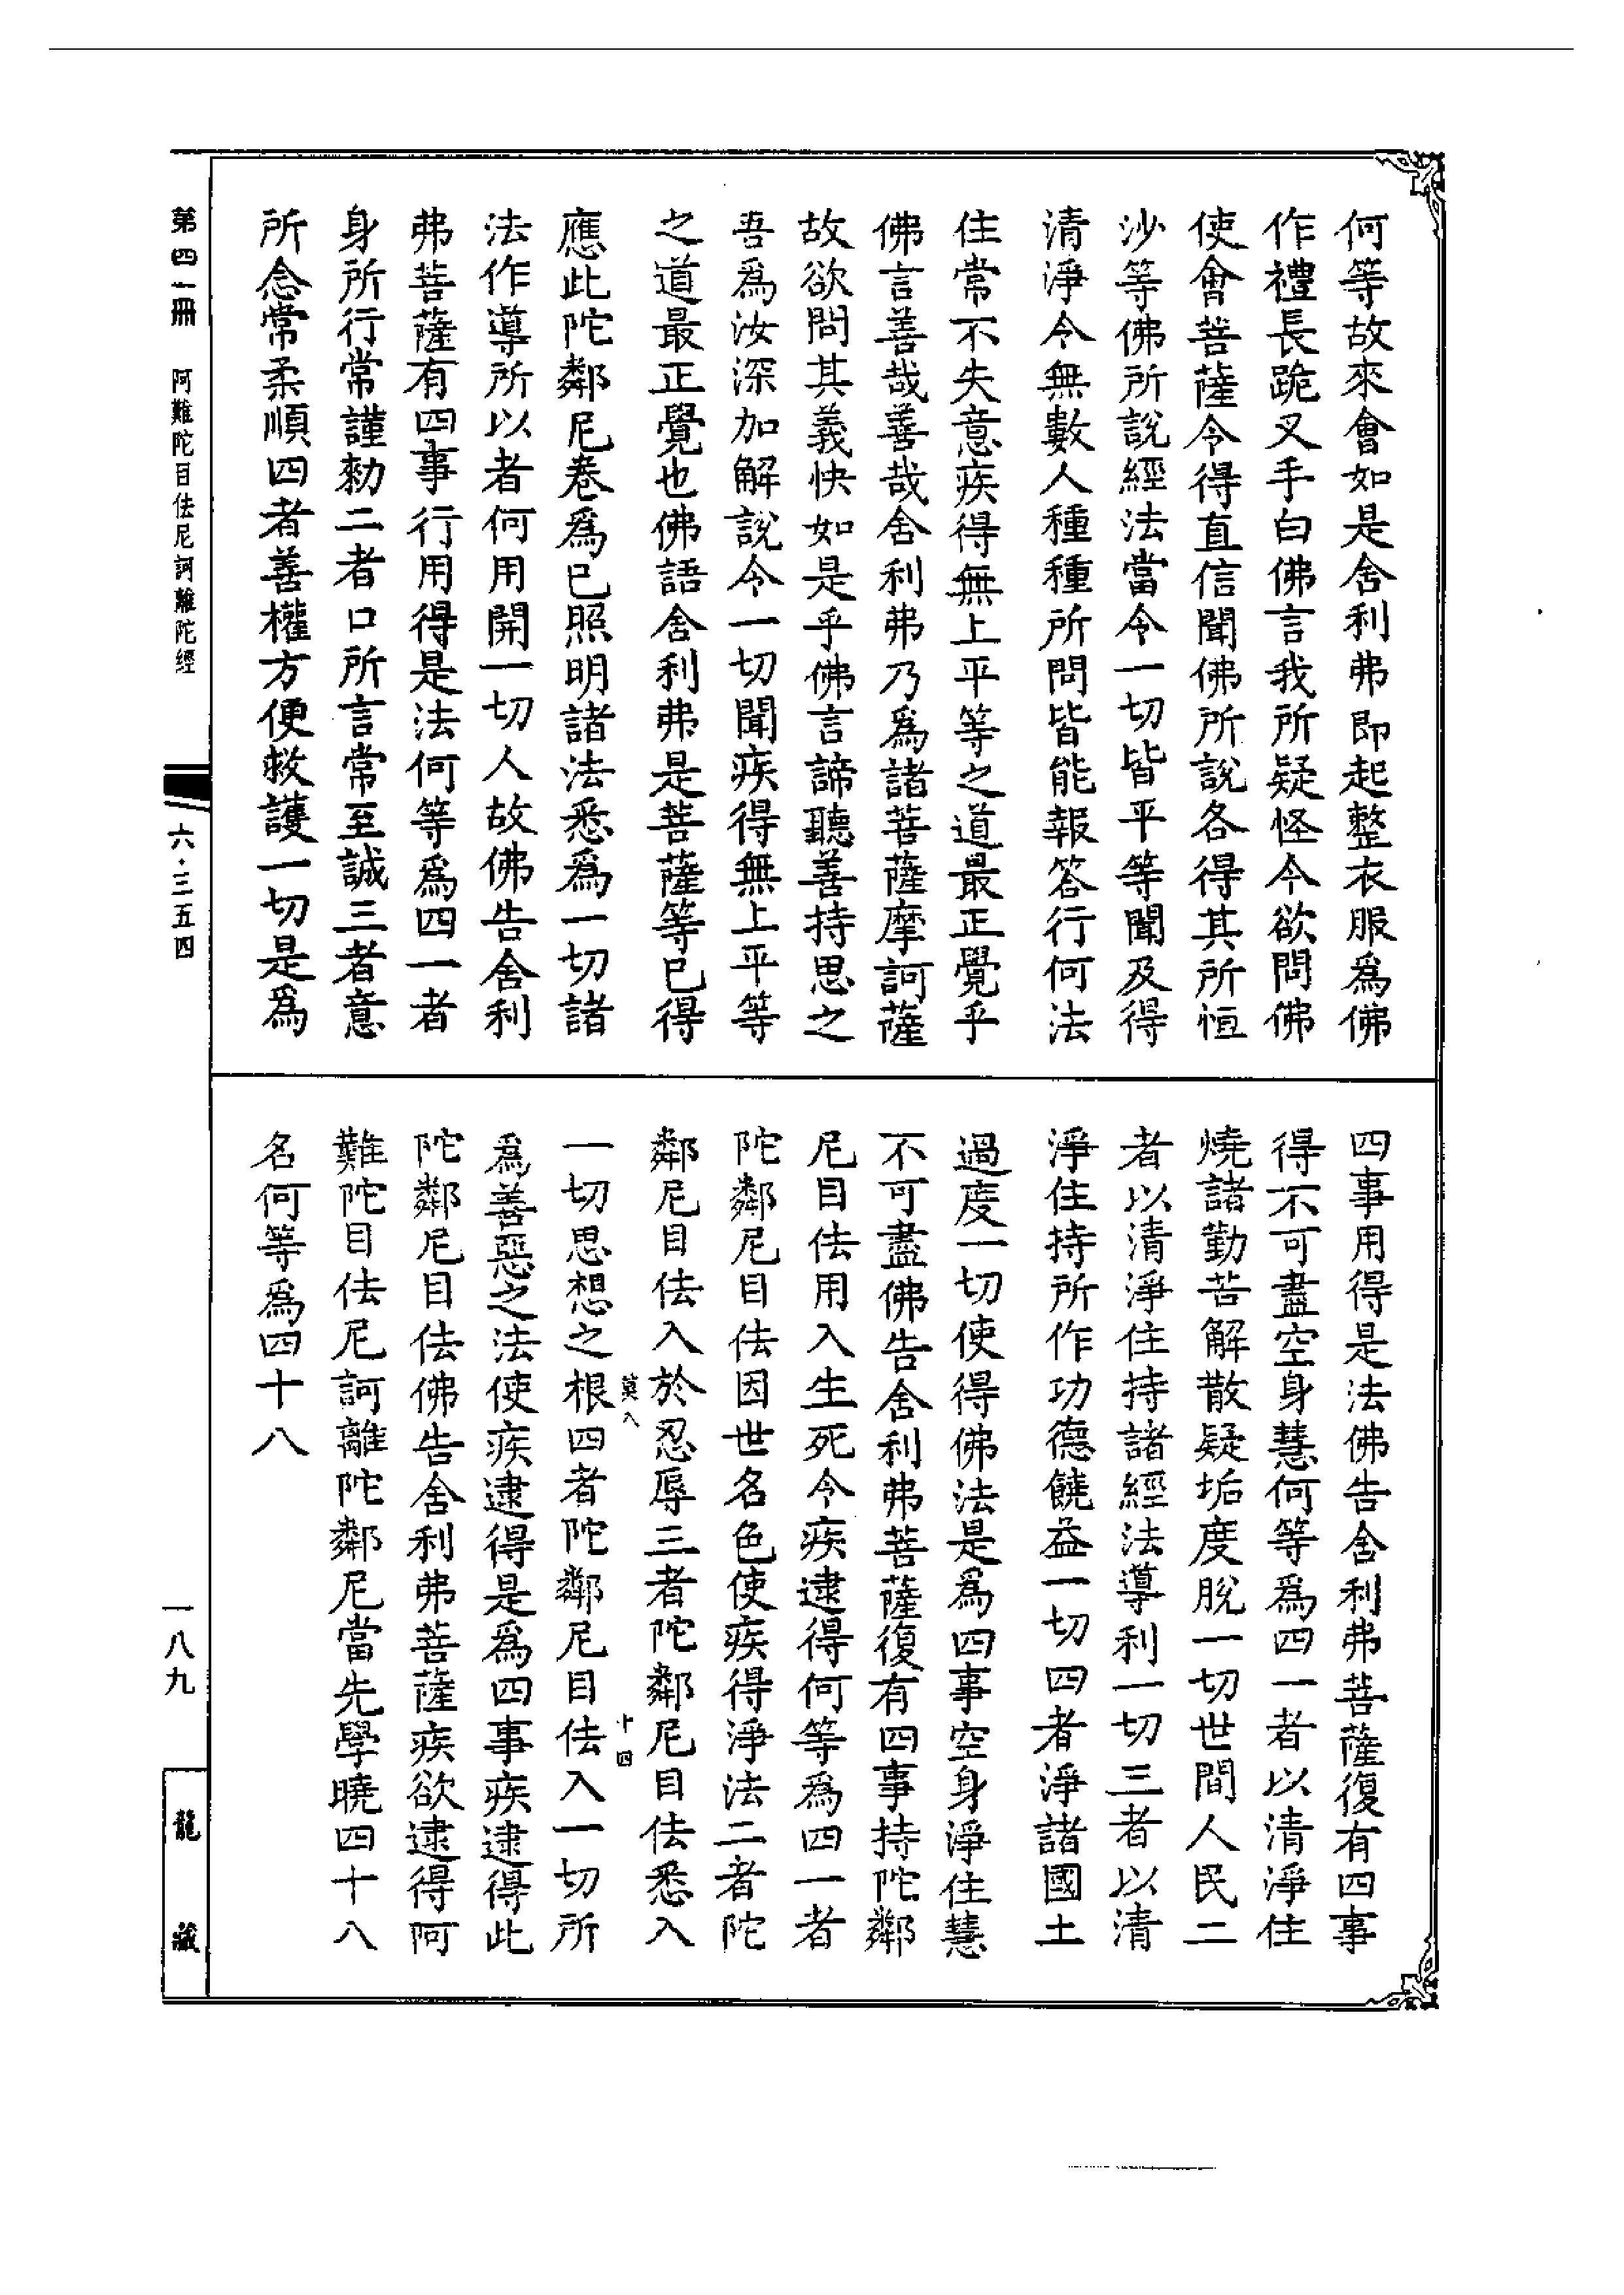 何等故來會如是舍利弗即起整衣服爲佛
作禮長跪叉手白佛言我所疑怪今欲問佛
使會菩薩令得直信聞佛所說各得其所恒
沙等佛所說經法當令一切皆平等聞及得
清淨令無數人種種所問皆能報答行何法
住常不失意疾得無上平等之道最正覺乎
佛言善哉善哉舍利弗乃爲諸菩薩摩訶薩
故欲問其義快如是乎佛言諦聽善持思之
吾爲汝深加解說令一切聞疾得無上平等
之道最正覺也佛語舍利弗是菩薩等已得
應此陀鄰尼卷爲已照明諸法悉爲一切諸
法作導所以者何用開一切人故佛告舍利
弗菩薩有四事行用得是法何等爲四一者
身所行常謹勑二者口所言常至誠三者意
所念常柔順四者善權方便救護一切是爲
四事用得是法佛告舍利弗菩薩復有四事
得不可盡空身慧何等爲四一者以清淨住
燒諸勤苦解散疑垢度脫一切世間人民二
者以清淨住持諸經法導利一切三者以清
淨住持所作功德饒益一切四者淨諸國土
過度一切使得佛法是爲四事空身淨住慧
不可盡佛告舍利弗菩薩復有四事持陀鄰
尼目佉用入生死令疾逮得何等爲四一者
陀鄰尼目佉因世名色使疾得淨法二者陀
鄰尼目佉入於忍辱三者陀鄰尼目佉悉入
莫八
十四
一切思想之根四者陀鄰尼目佉入一切所
爲善惡之法使疾逮得是爲四事疾逮得此
陀鄰尼目佉佛告舍利弗菩薩疾欲逮得阿
難陀目佉尼訶離陀鄰尼當先學曉四十八
名何等爲四十八
第四一冊　阿難陀目佉尼訶離陀經
六·三五四
一八九
龍藏